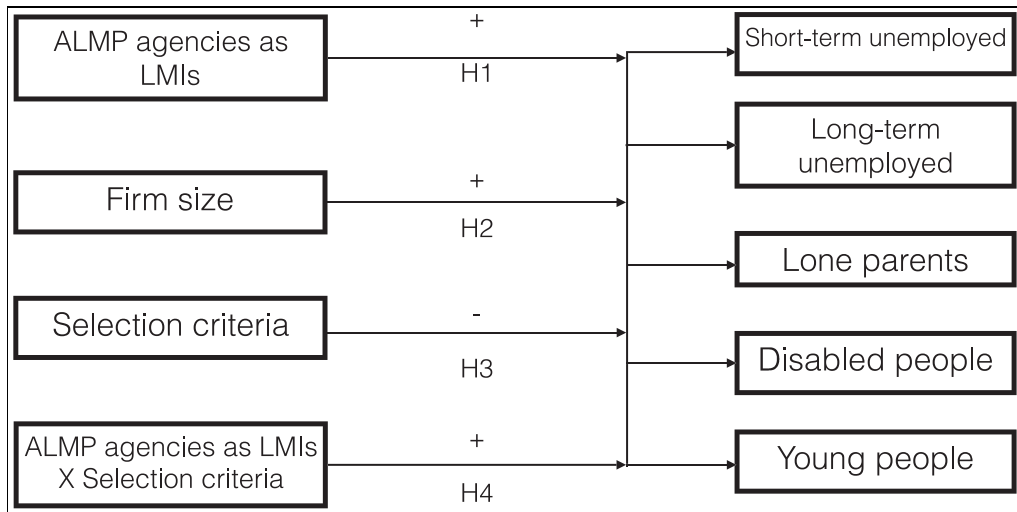 ALMP agencies as
LMIs
+
H1
Short-term unemployed
Long-term
unemployed
Firm size
+
H2
Lone parents
Selection criteria
-
H3
Disabled people
ALMP agencies as LMIs
X Selection criteria
+
H4
Young people